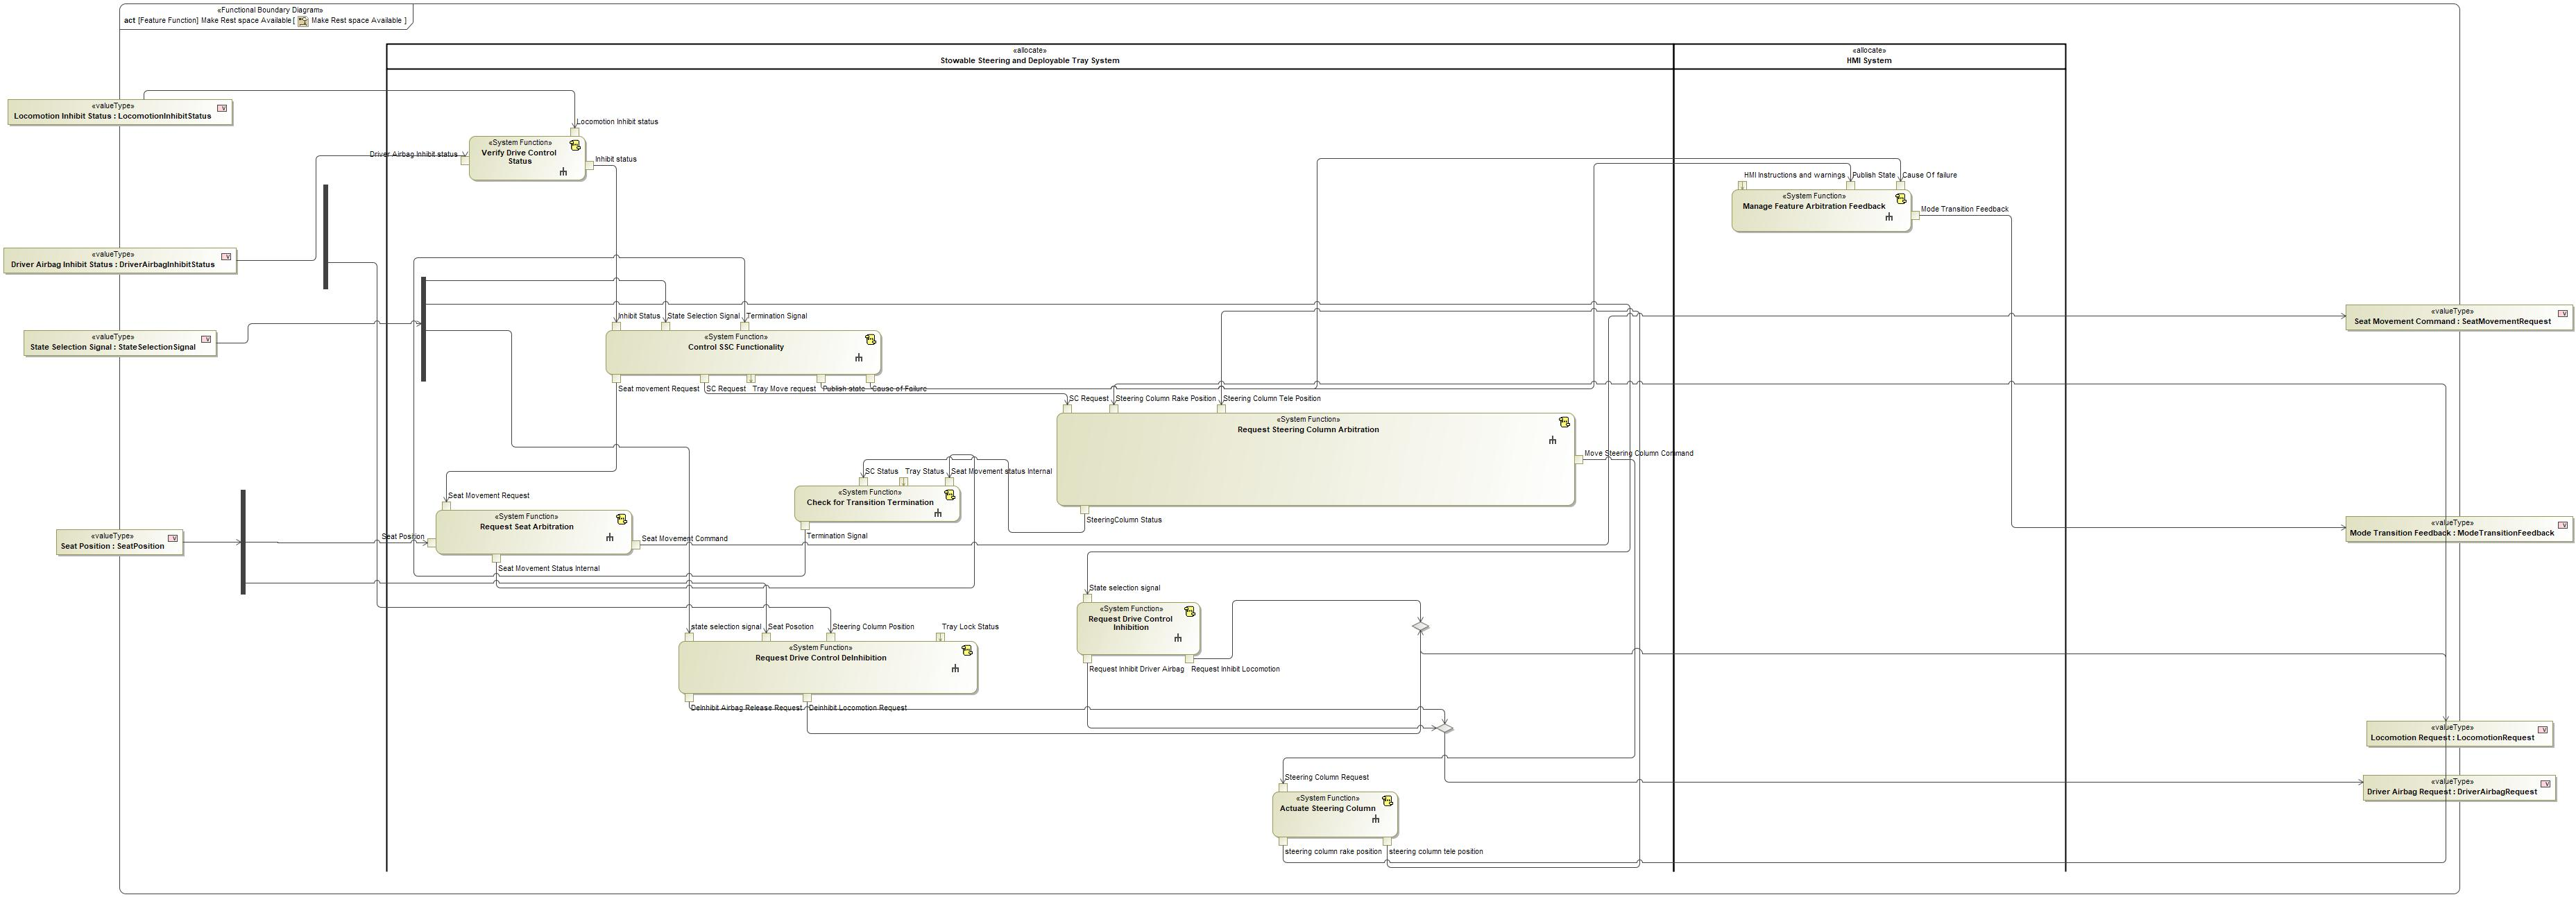 «Functional Boundary Diagram»
act [Feature Function] Make Rest space Available [ Make Rest space Available ]
«allocate»
Stowable Steering and Deployable Tray System
«allocate»
HMI System
«valueType»
Locomotion Inhibit Status : LocomotionInhibitStatus
Locomotion Inhibit status
Driver Airbag Inhibit status
«System Function»
Verify Drive Control
Status
Inhibit status
HMI Instructions and warnings
Publish State
Cause Of failure
«System Function»
Manage Feature Arbitration Feedback
Mode Transition Feedback
«valueType»
Driver Airbag Inhibit Status : DriverAirbagInhibitStatus
«valueType»
State Selection Signal : StateSelectionSignal
Inhibit Status
State Selection Signal
Termination Signal
«System Function»
Control SSC Functionality
Seat movement Request
SC Request
Tray Move request
Publish state
Cause of Failure
«valueType»
Seat Movement Command : SeatMovementRequest
SC Request
Steering Column Rake Position
Steering Column Tele Position
«System Function»
Request Steering Column Arbitration
Move Steering Column Command
SteeringColumn Status
SC Status
Tray Status
Seat Movement status Internal
«System Function»
Check for Transition Termination
Termination Signal
Seat Movement Request
«System Function»
Request Seat Arbitration
Seat Position
Seat Movement Command
Seat Movement Status Internal
«valueType»
Seat Position : SeatPosition
«valueType»
Mode Transition Feedback : ModeTransitionFeedback
State selection signal
«System Function»
Request Drive Control
Inhibition
Request Inhibit Driver Airbag
Request Inhibit Locomotion
state selection signal
Seat Posotion
Steering Column Position
Tray Lock Status
«System Function»
Request Drive Control DeInhibition
DeInhibit Airbag Release Request
Deinhibit Locomotion Request
«valueType»
Locomotion Request : LocomotionRequest
«valueType»
Driver Airbag Request : DriverAirbagRequest
Steering Column Request
«System Function»
Actuate Steering Column
steering column rake position
steering column tele position